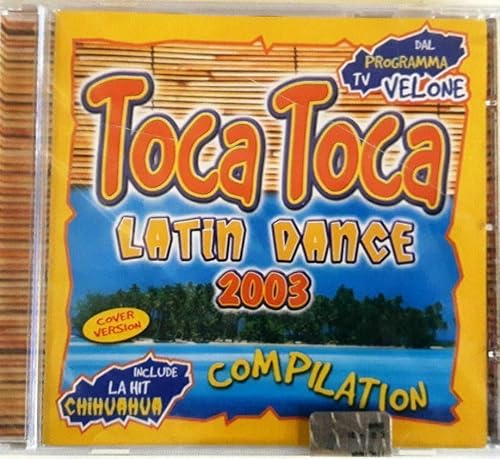 DAL
PROGRAMMA
TV VELONE
TOCA TOCA
LATIN DANCE
2003
COVER
VERSION
INCLUDE
LA HIT
CHIHUAHUA
COMPILATION